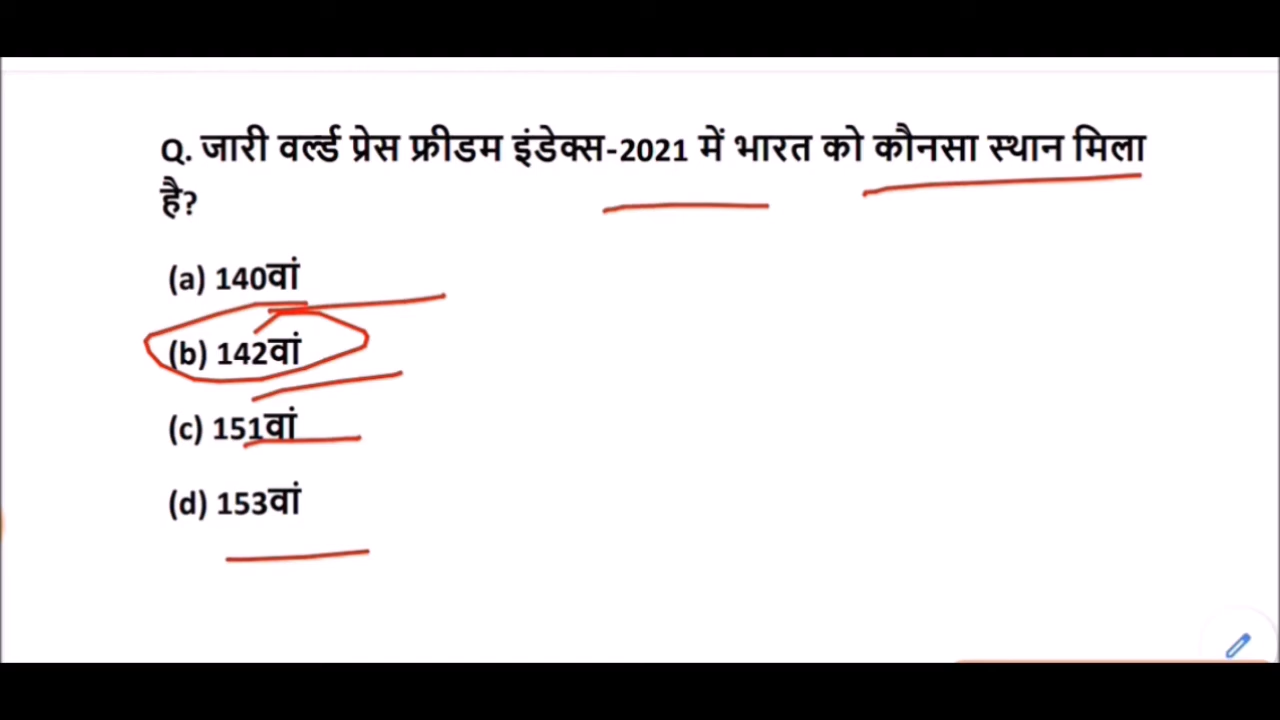 Q. जारी वर्ल्ड प्रेस फ्रीडम इंडेक्स-2021 में भारत को कौनसा स्थान मिला
है?
(a) 140वां
(b) 142वां
(c) 151वां
(d) 153वां